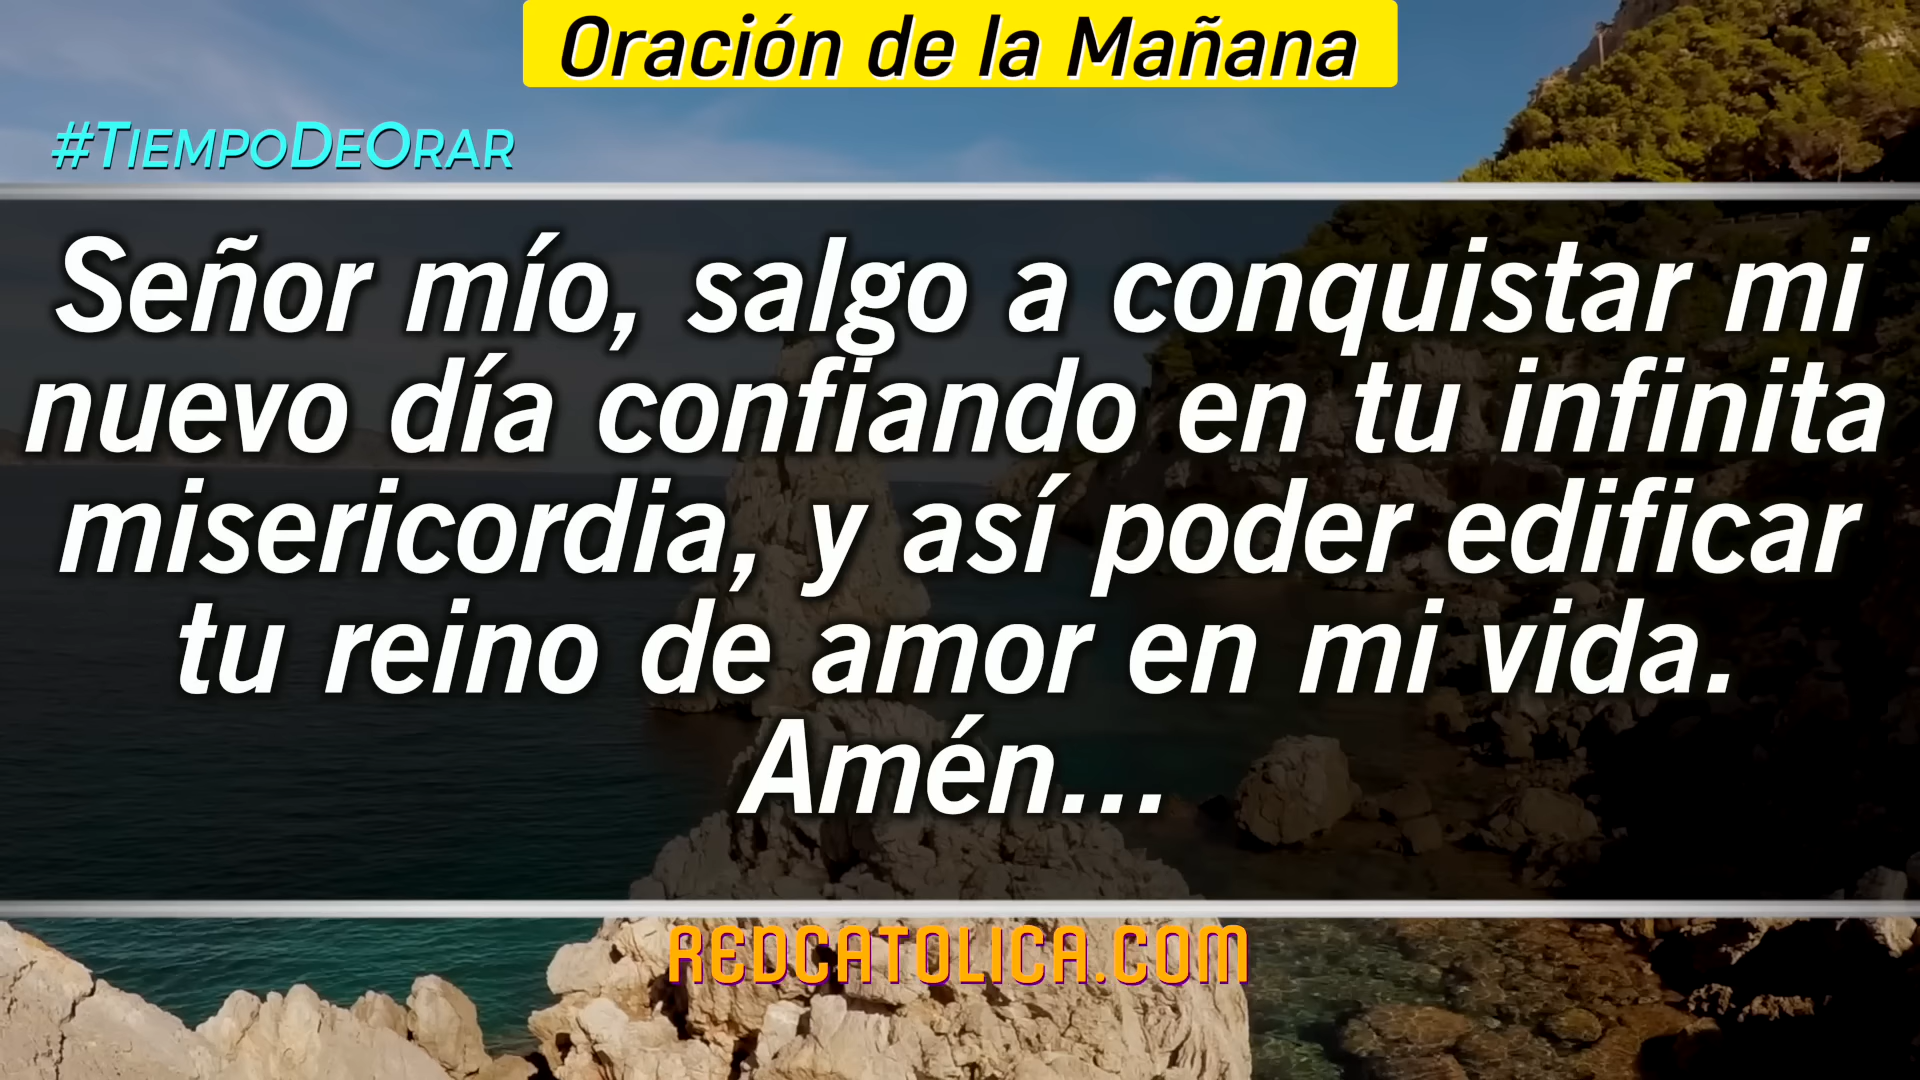 Oración de la Mañana
#TiempoDeOrar
Señor mío, salgo a conquistar mi
nuevo día confiando en tu infinita
misericordia, y así poder edificar
tu reino de amor en mi vida.
Amén...
REDCATOLICA.COM